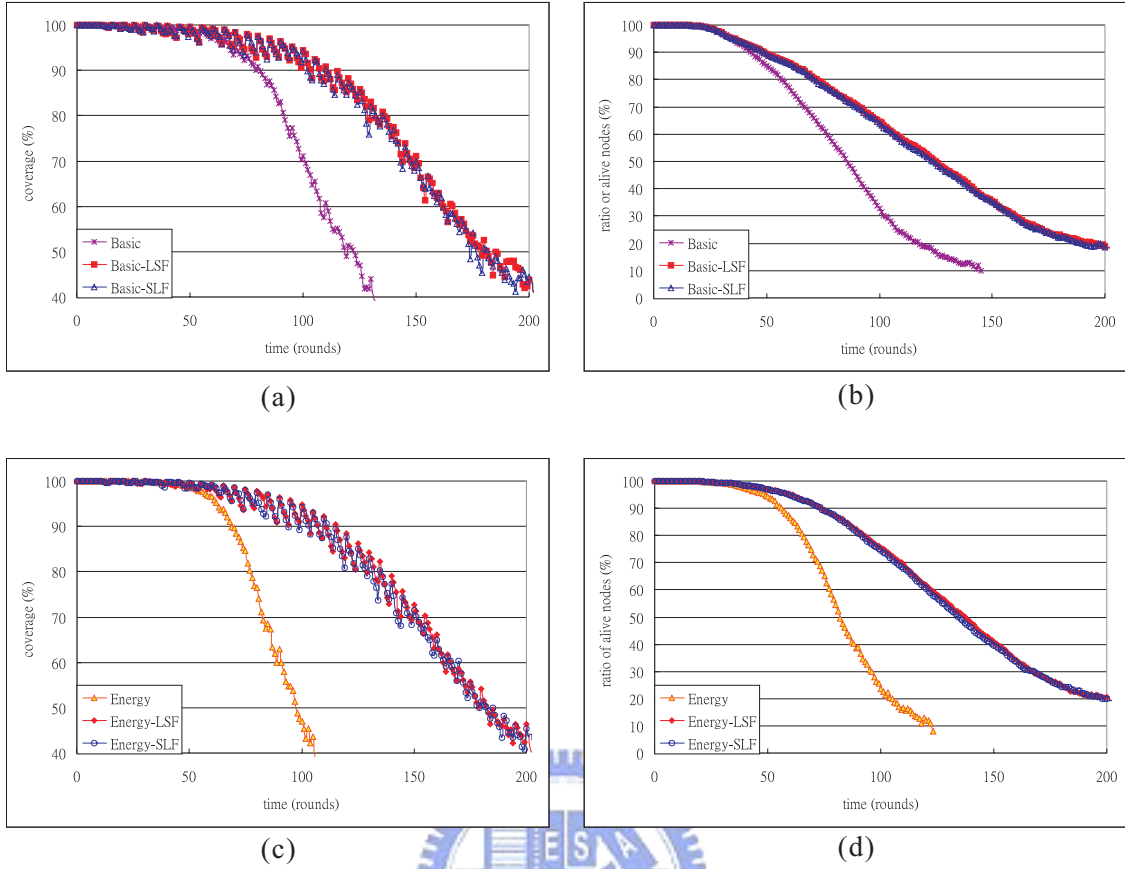 100
90
80
70
60
50
40
coverage (%)
Basic
Basic-LSF
Basic-SLF
0
50
100
150
200
time (rounds)
(a)
100
90
80
70
60
50
40
30
20
10
0
ratio or alive nodes (%)
Basic
Basic-LSF
Basic-SLF
0
50
100
150
200
time (rounds)
(b)
100
90
80
70
60
50
40
coverage (%)
Energy
Energy-LSF
Energy-SLF
0
50
100
150
200
time (rounds)
(c)
100
90
80
70
60
50
40
30
20
10
0
ratio of alive nodes (%)
Energy
Energy-LSF
Energy-SLF
0
50
100
150
200
time (rounds)
(d)
E S A